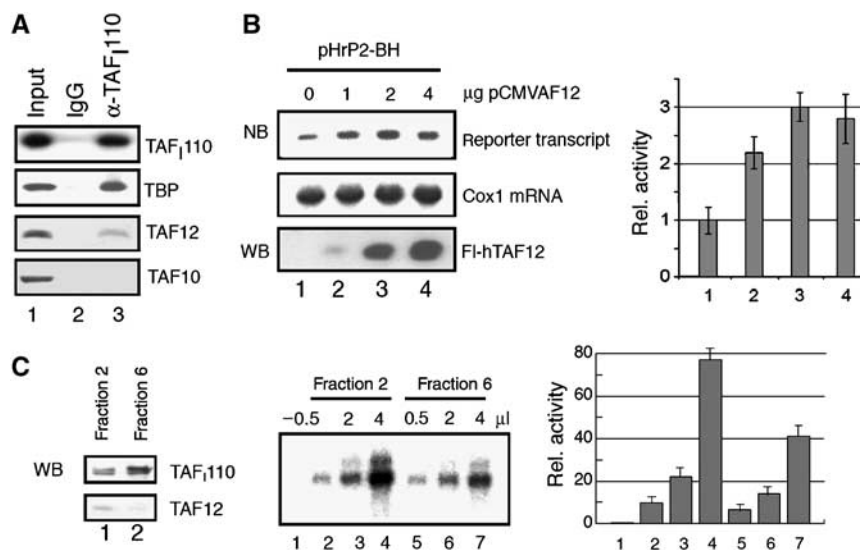 A
Input
IgG
α-TAFI110
TAFI110
TBP
TAF12
TAF10
1 2 3
B
pHrP2-BH
0 1 2 4 μg pCMVAF12
NB
Reporter transcript
Cox1 mRNA
WB
Fl-hTAF12
1 2 3 4
Rel. activity
3
2
1
0
1 2 3 4
C
Fraction 2
Fraction 6
WB
TAFI110
TAF12
1 2
Fraction 2 Fraction 6
–0.5 2 4 0.5 2 4 μl
1 2 3 4 5 6 7
Rel. activity
80
60
40
20
0
1 2 3 4 5 6 7